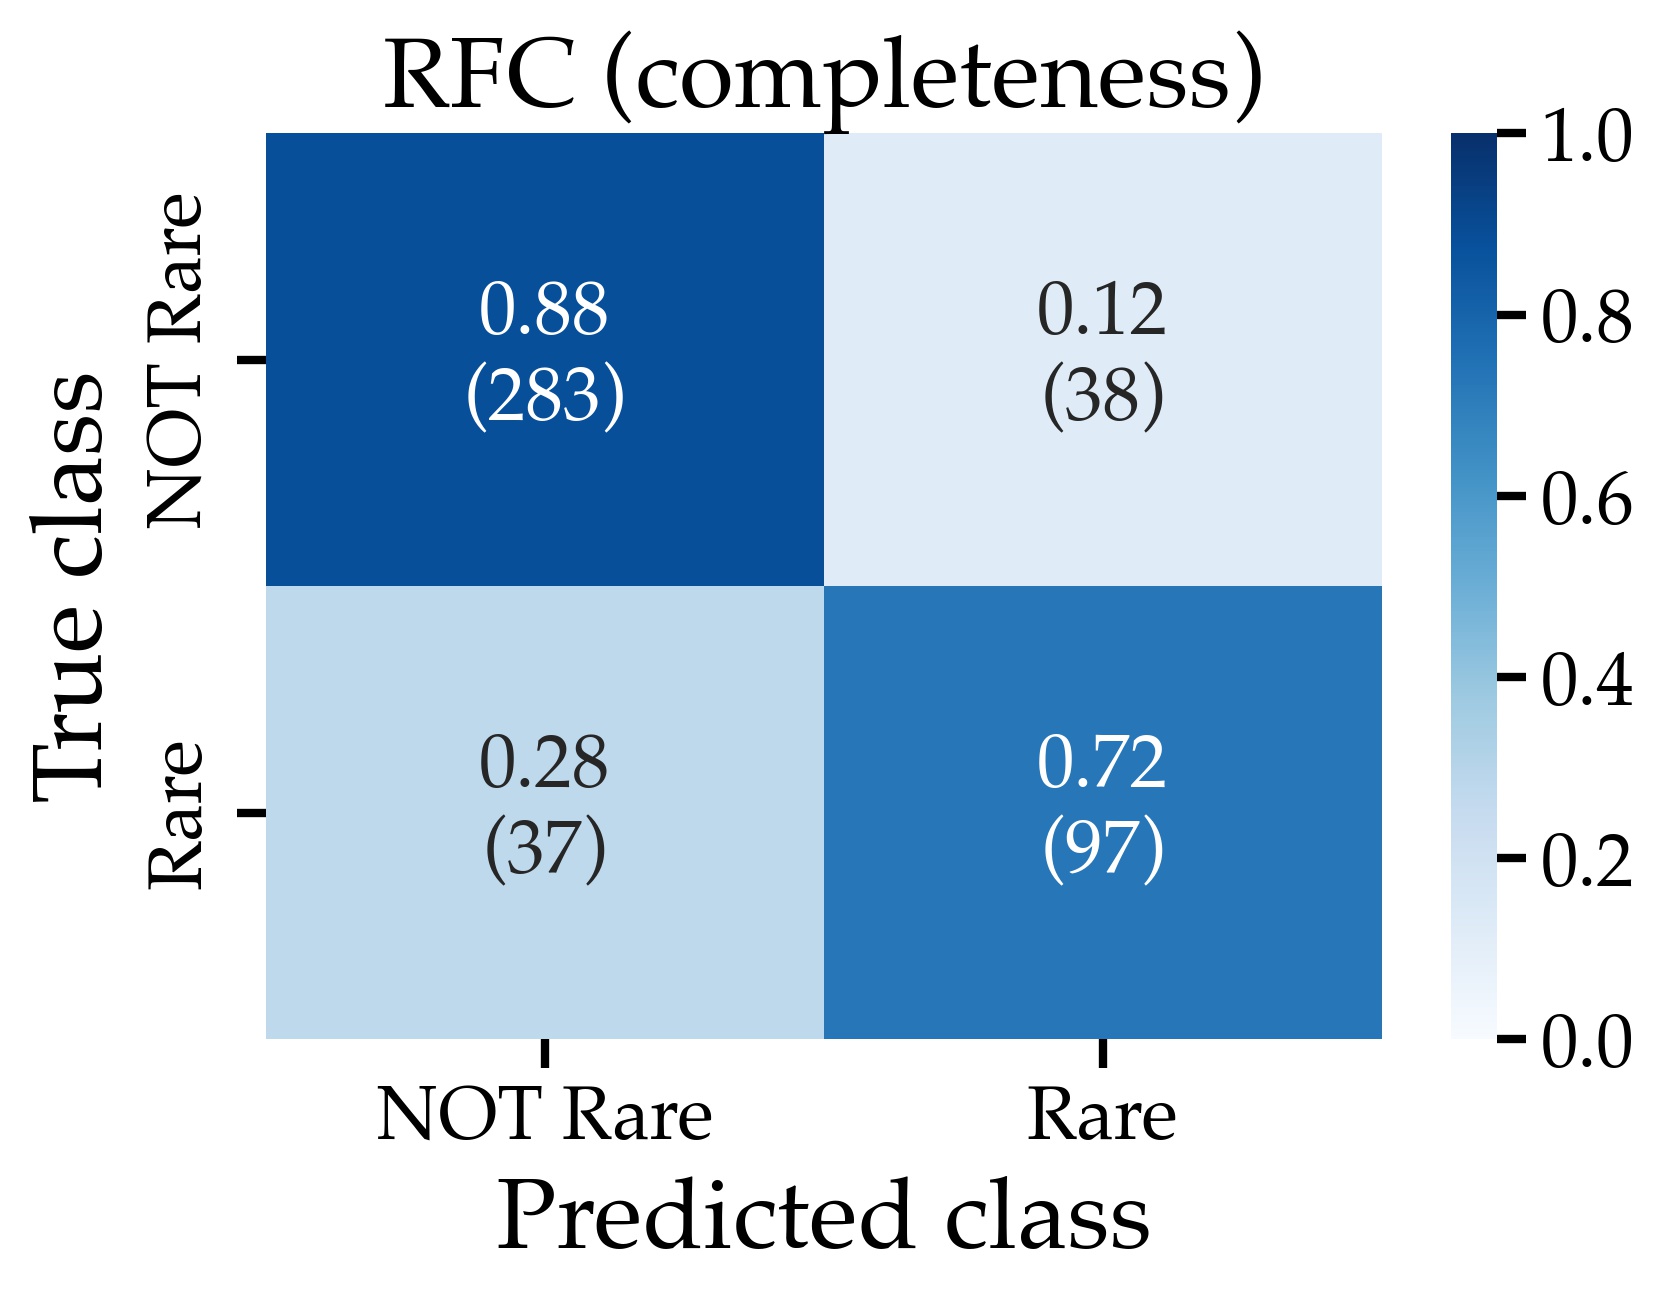 RFC (completeness)
True class
NOT Rare
Rare
0.88
(283)
0.12
(38)
0.28
(37)
0.72
(97)
NOT Rare
Rare
Predicted class
1.0
0.8
0.6
0.4
0.2
0.0